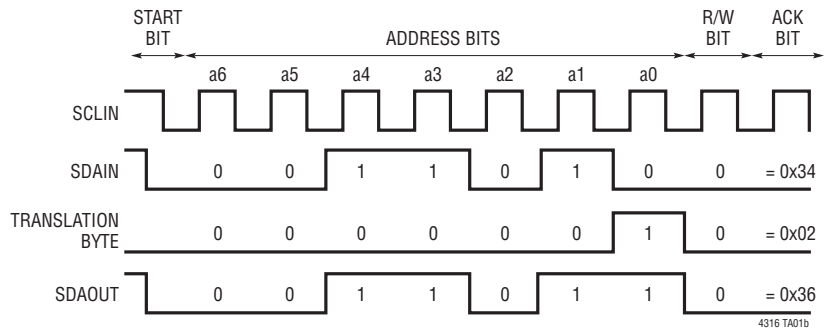 START BIT
ADDRESS BITS
R/W BIT
ACK BIT
a6 a5 a4 a3 a2 a1 a0
SCLIN
SDAIN 0 0 1 1 0 1 0 0 = 0x34
TRANSLATION BYTE 0 0 0 0 0 0 1 0 = 0x02
SDAOUT 0 0 1 1 0 1 1 0 = 0x36
4316 TA01b